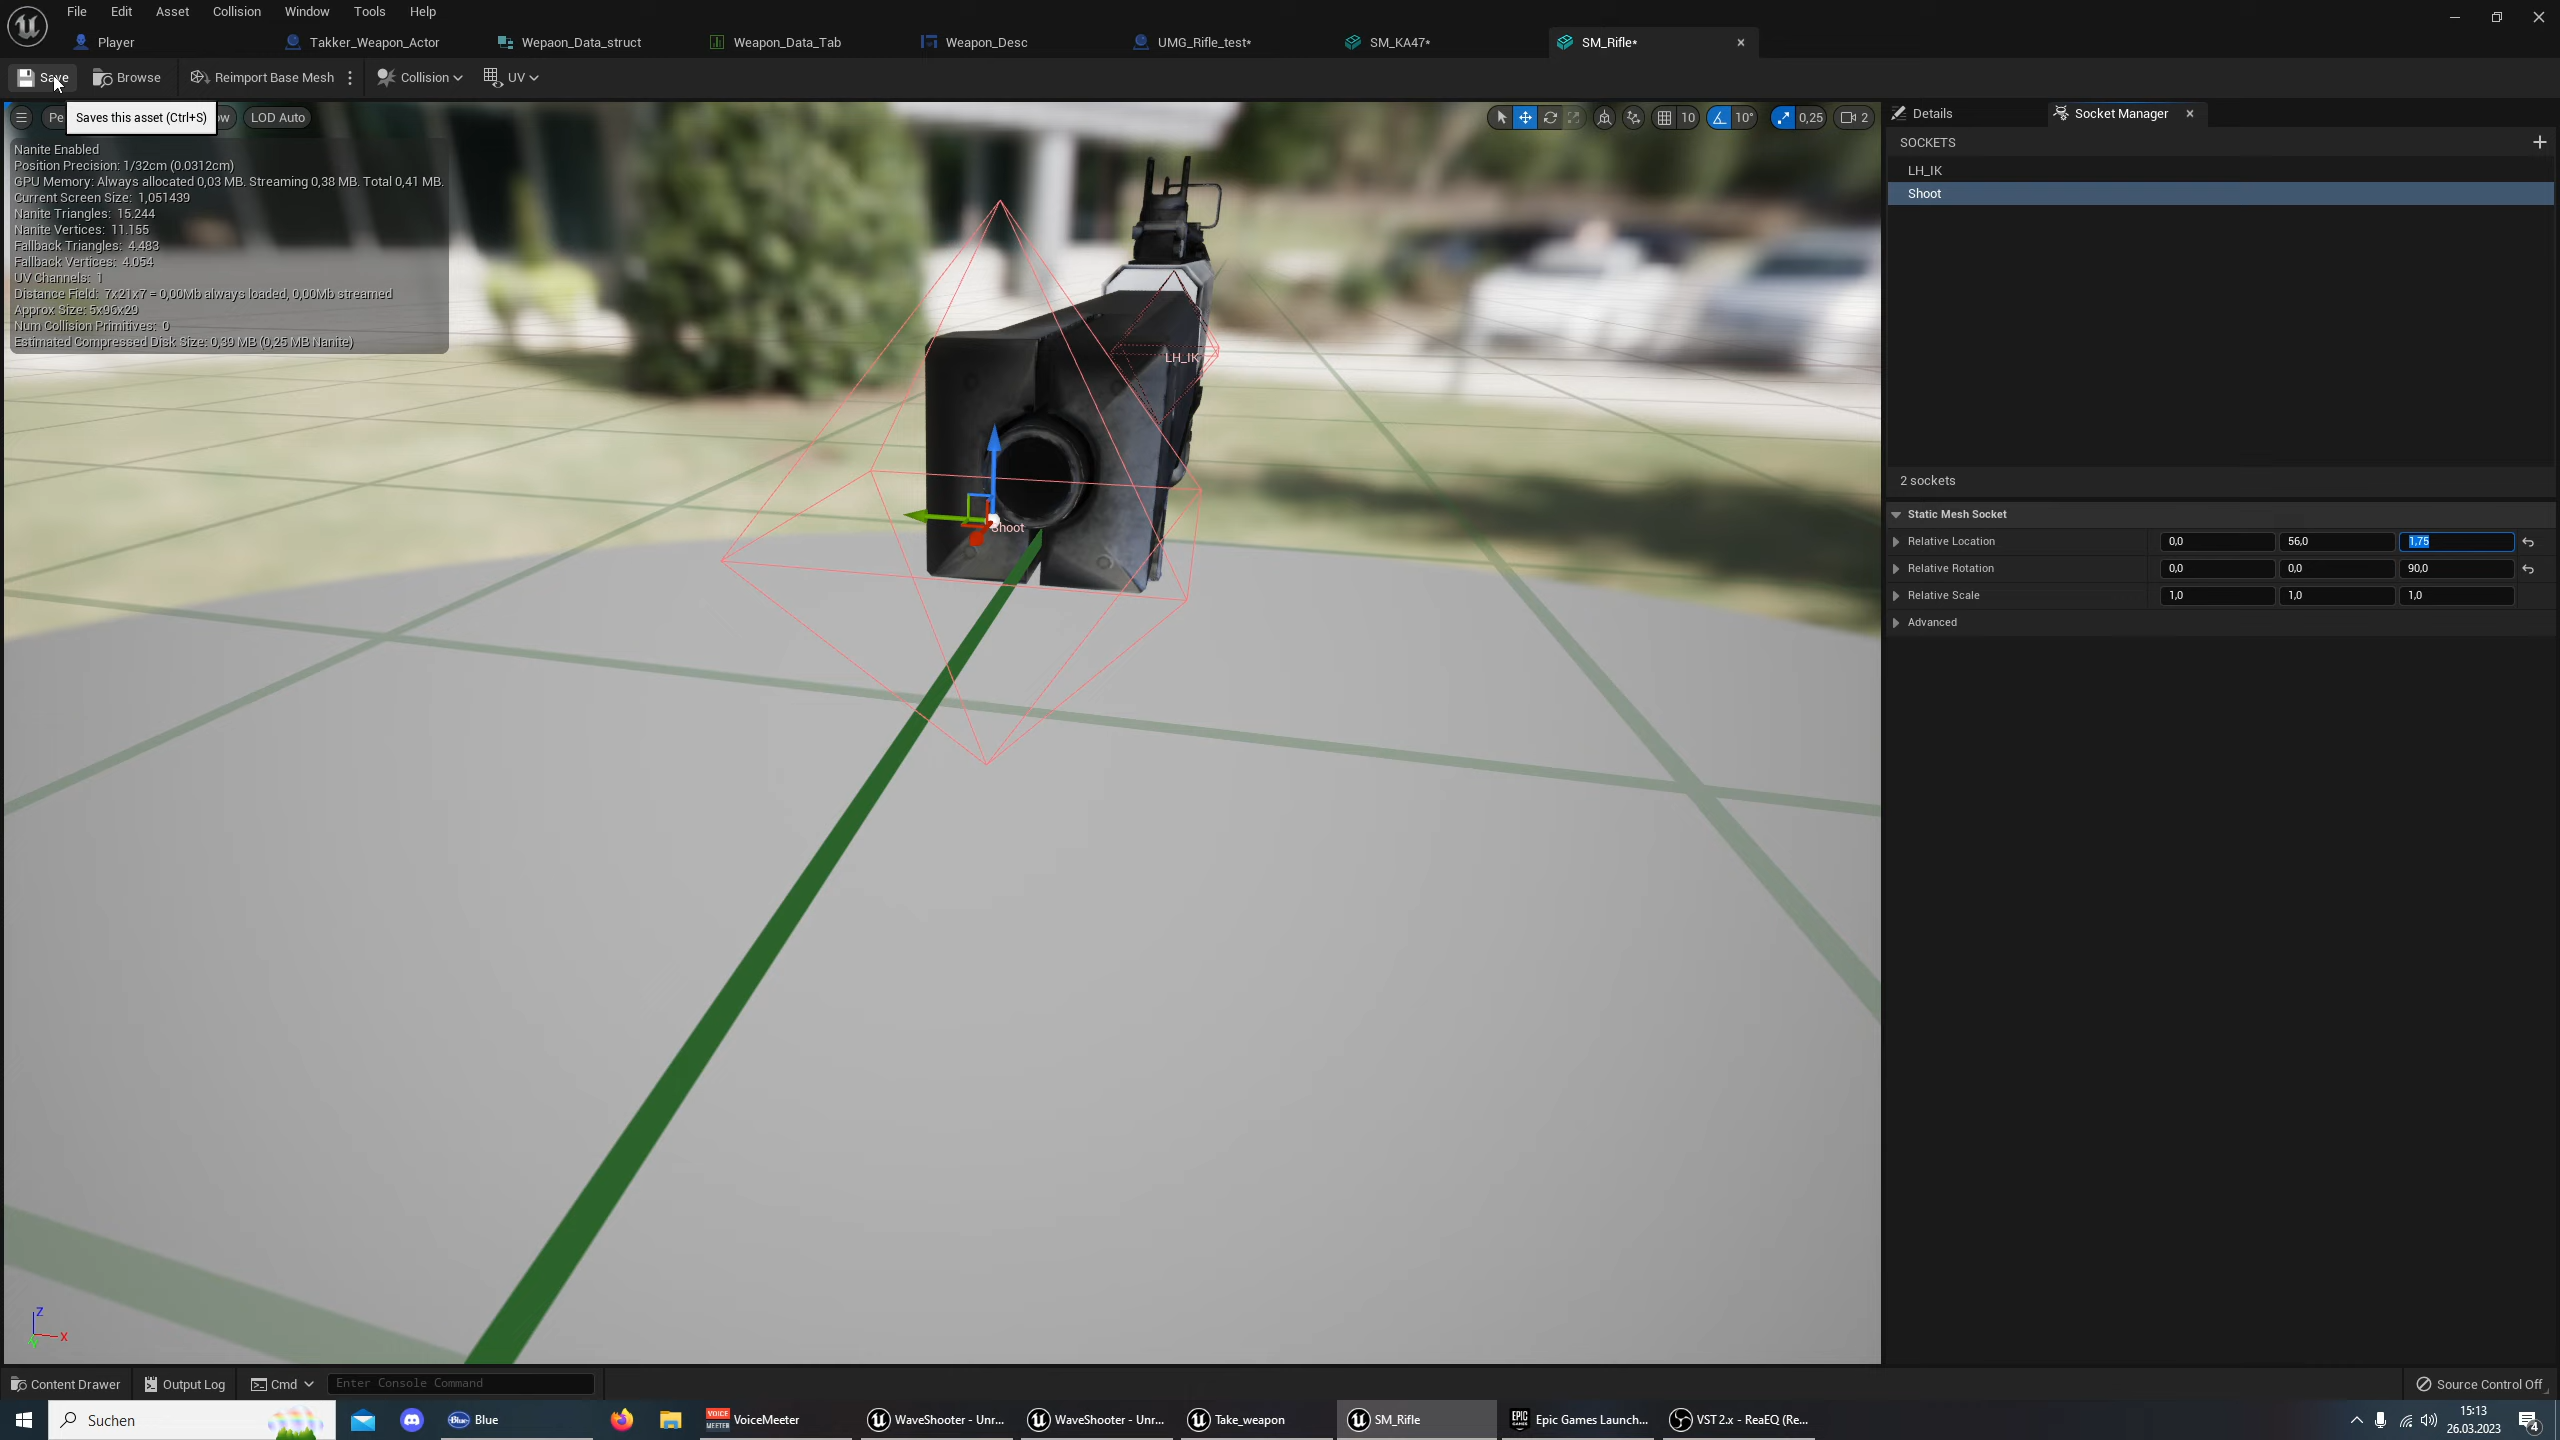 File Edit Asset Collision Window Tools Help
Player Takker_Weapon_Actor Wepaon_Data_struct Weapon_Data_Tab Weapon_Desc UMG_Rifle_test* SM_KA47* SM_Rifle*
Save Browse Reimport Base Mesh Collision UV
Saves this asset (Ctrl+S)
LOD Auto
10 10° 0,25 2
Nanite Enabled
Position Precision: 1/32cm (0.0312cm)
GPU Memory: Always allocated 0,03 MB. Streaming 0,38 MB. Total 0,41 MB.
Current Screen Size: 1,051439
Nanite Triangles: 15.244
Nanite Vertices: 11.155
Fallback Triangles: 4.483
Fallback Vertices: 4.054
UV Channels: 1
Distance Field: 7x21x7 = 0,00Mb always loaded, 0,00Mb streamed
Approx Size: 5x96x29
Num Collision Primitives: 0
Estimated Compressed Disk Size: 0,39 MB (0,25 MB Nanite)
LH_IK
Shoot
Z
X
Details Socket Manager
SOCKETS
LH_IK
Shoot
2 sockets
Static Mesh Socket
Relative Location 0,0 56,0 1,75
Relative Rotation 0,0 0,0 90,0
Relative Scale 1,0 1,0 1,0
Advanced
Content Drawer Output Log Cmd Enter Console Command Source Control Off
Suchen Blue VoiceMeeter WaveShooter - Unr... WaveShooter - Unr... Take_weapon SM_Rifle Epic Games Launch... VST 2.x - ReaEQ (Re...
15:13
26.03.2023
4